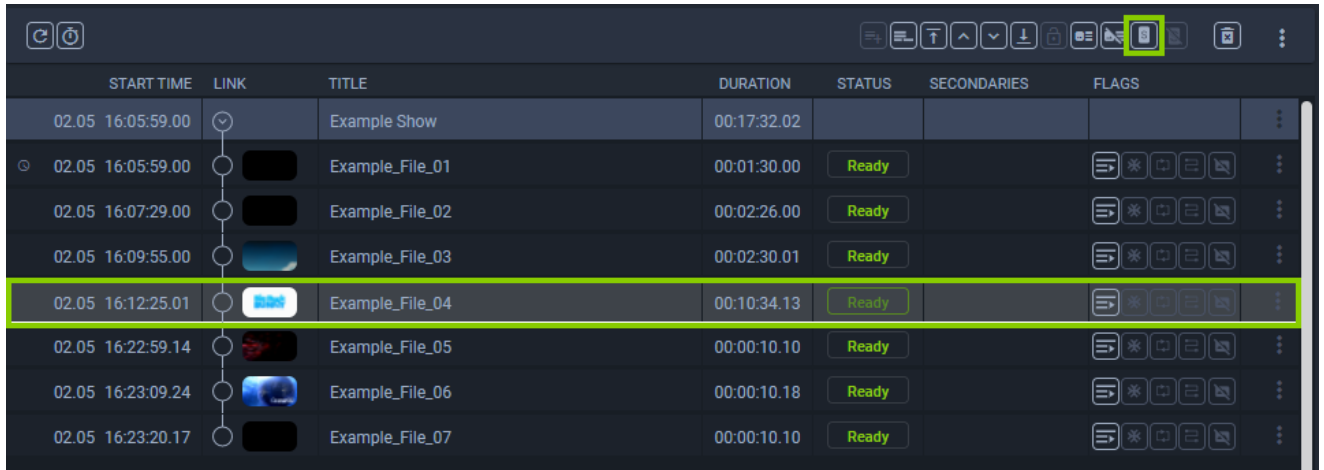 S
START TIME LINK TITLE DURATION STATUS SECONDARIES FLAGS
02.05 16:05:59.00 Example Show 00:17:32.02
02.05 16:05:59.00 Example_File_01 00:01:30.00 Ready
02.05 16:07:29.00 Example_File_02 00:02:26.00 Ready
02.05 16:09:55.00 Example_File_03 00:02:30.01 Ready
02.05 16:12:25.01 Example_File_04 00:10:34.13 Ready
02.05 16:22:59.14 Example_File_05 00:00:10.10 Ready
02.05 16:23:09.24 Example_File_06 00:00:10.18 Ready
02.05 16:23:20.17 Example_File_07 00:00:10.10 Ready